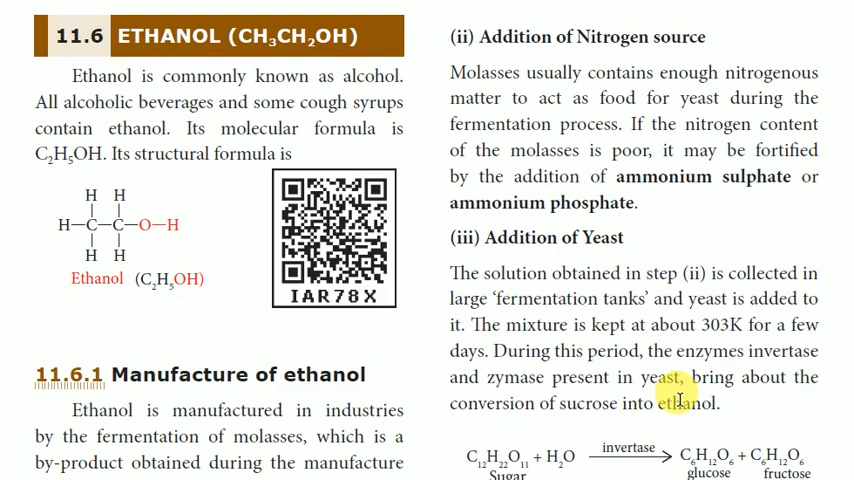 11.6 ETHANOL (CH₃CH₂OH)
Ethanol is commonly known as alcohol.
All alcoholic beverages and some cough syrups
contain ethanol. Its molecular formula is
C₂H₅OH. Its structural formula is
H H
H–C–C–O–H
H H
Ethanol (C₂H₅OH)
IAR78X
11.6.1 Manufacture of ethanol
Ethanol is manufactured in industries
by the fermentation of molasses, which is a
by-product obtained during the manufacture
(ii) Addition of Nitrogen source
Molasses usually contains enough nitrogenous
matter to act as food for yeast during the
fermentation process. If the nitrogen content
of the molasses is poor, it may be fortified
by the addition of ammonium sulphate or
ammonium phosphate.
(iii) Addition of Yeast
The solution obtained in step (ii) is collected in
large ‘fermentation tanks’ and yeast is added to
it. The mixture is kept at about 303K for a few
days. During this period, the enzymes invertase
and zymase present in yeast, bring about the
conversion of sucrose into ethanol.
invertase
C₁₂H₂₂O₁₁ + H₂O → C₆H₁₂O₆ + C₆H₁₂O₆
Sugar glucose fructose